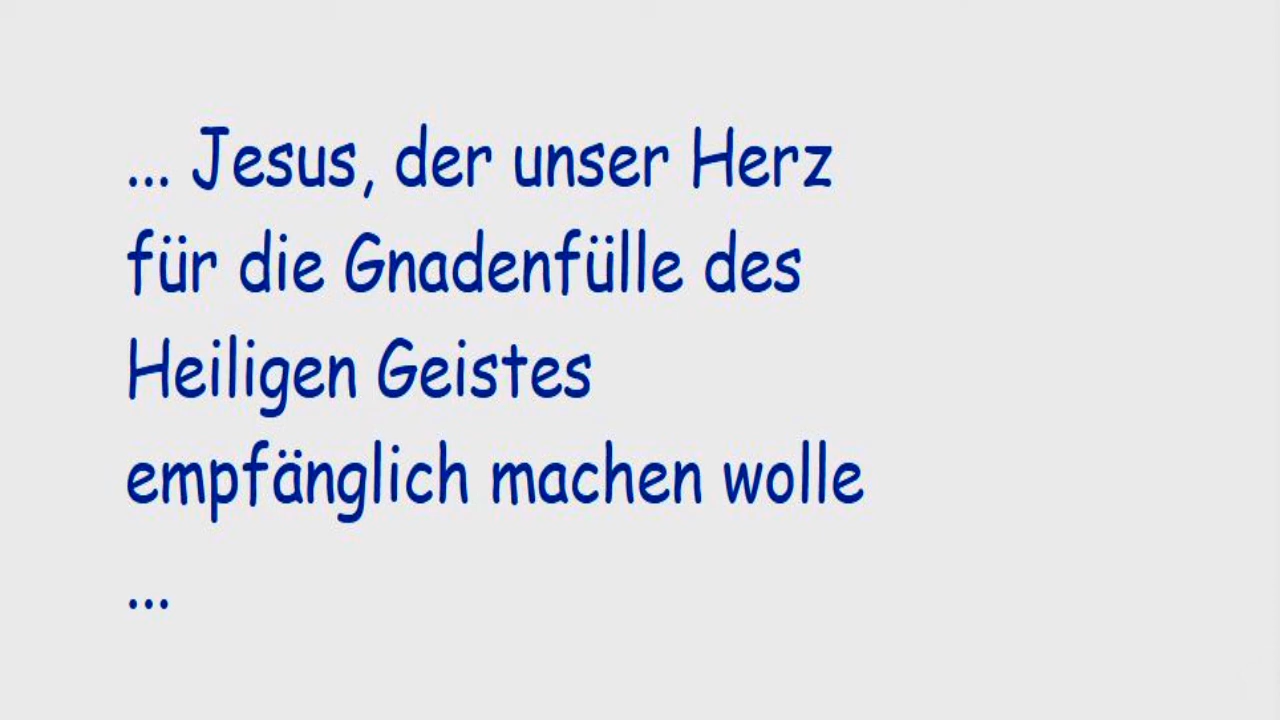 ... Jesus, der unser Herz
für die Gnadenfülle des
Heiligen Geistes
empfänglich machen wolle
...